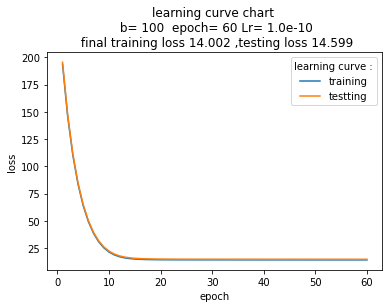 learning curve chart
b= 100 epoch= 60 Lr= 1.0e-10
final training loss 14.002 ,testing loss 14.599
200
175
150
125
100
75
50
25
loss
learning curve :
training
testting
0 10 20 30 40 50 60
epoch